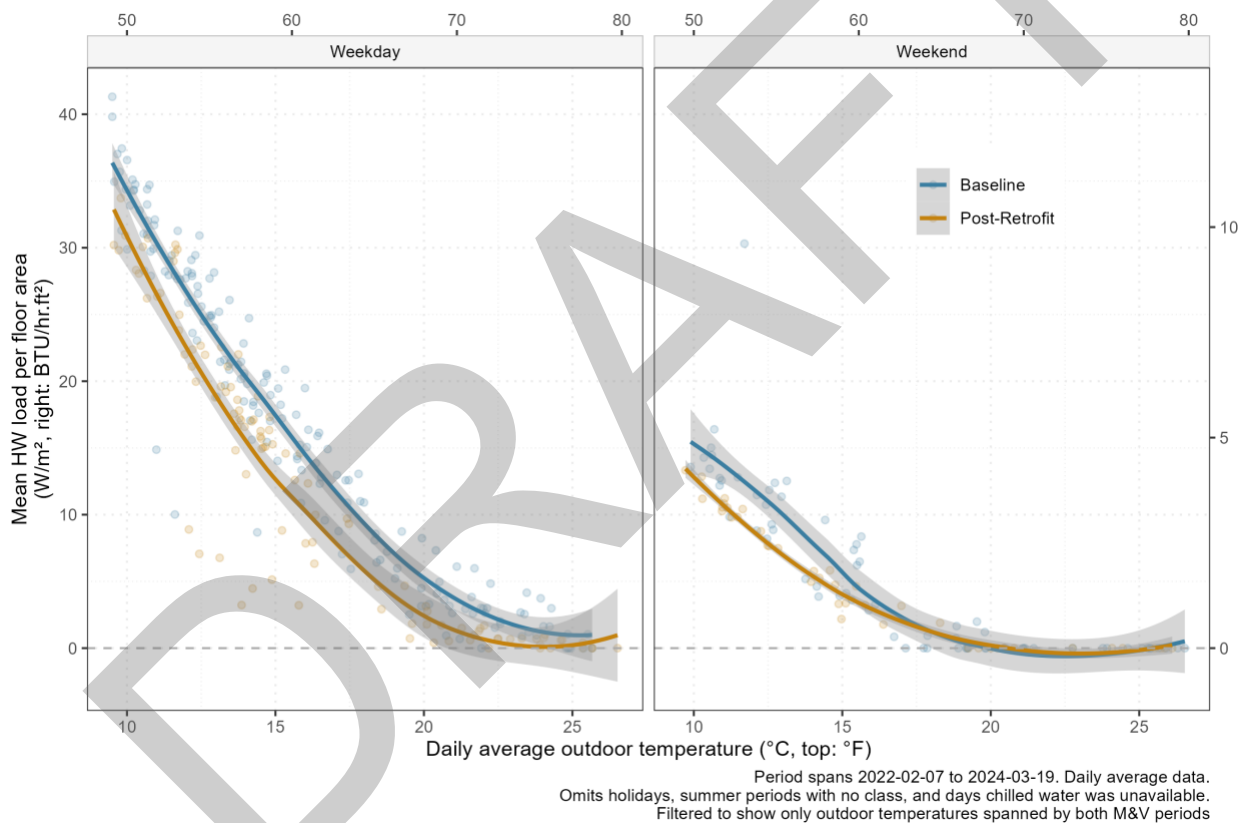 50 60 70 80 50 60 70 80
Weekday Weekend
40
30
20
10
0
10
5
0
Baseline
Post-Retrofit
Mean HW load per floor area
(W/m², right: BTU/hr.ft²)
10 15 20 25 10 15 20 25
Daily average outdoor temperature (°C, top: °F)
Period spans 2022-02-07 to 2024-03-19. Daily average data.
Omits holidays, summer periods with no class, and days chilled water was unavailable.
Filtered to show only outdoor temperatures spanned by both M&V periods
DRAF